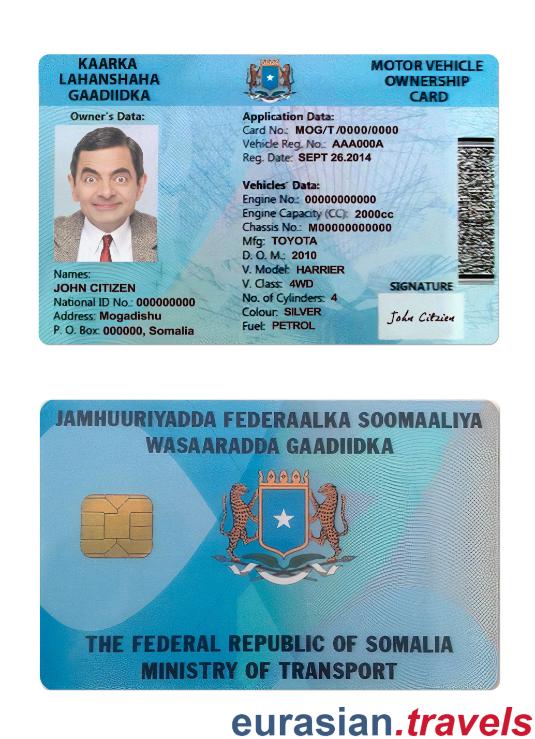 KAARKA
LAHANSHAHA
GAADIIDKA
MOTOR VEHICLE
OWNERSHIP
CARD
Owner's Data:
Names:
JOHN CITIZEN
National ID No.: 000000000
Address: Mogadishu
P. O. Box: 000000, Somalia
Application Data:
Card No.: MOG/T/0000/0000
Vehicle Reg. No.: AAA000A
Reg. Date: SEPT 26.2014
Vehicles' Data:
Engine No.: 00000000000
Engine Capacity (CC): 2000cc
Chassis No.: M00000000000
Mfg: TOYOTA
D. O. M.: 2010
V. Model: HARRIER
V. Class: 4WD
No. of Cylinders: 4
Colour: SILVER
Fuel: PETROL
SIGNATURE
John Citzien
JAMHUURIYADDA FEDERAALKA SOOMAALIYA
WASAARADDA GAADIIDKA
THE FEDERAL REPUBLIC OF SOMALIA
MINISTRY OF TRANSPORT
eurasian.travels